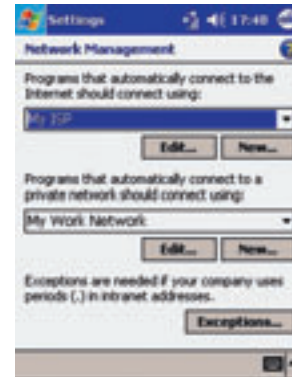 Settings 17:40
Network Management
Programs that automatically connect to the
Internet should connect using:
My ISP
Edit... New...
Programs that automatically connect to a
private network should connect using:
My Work Network
Edit... New...
Exceptions are needed if your company uses
periods (.) in intranet addresses.
Exceptions...